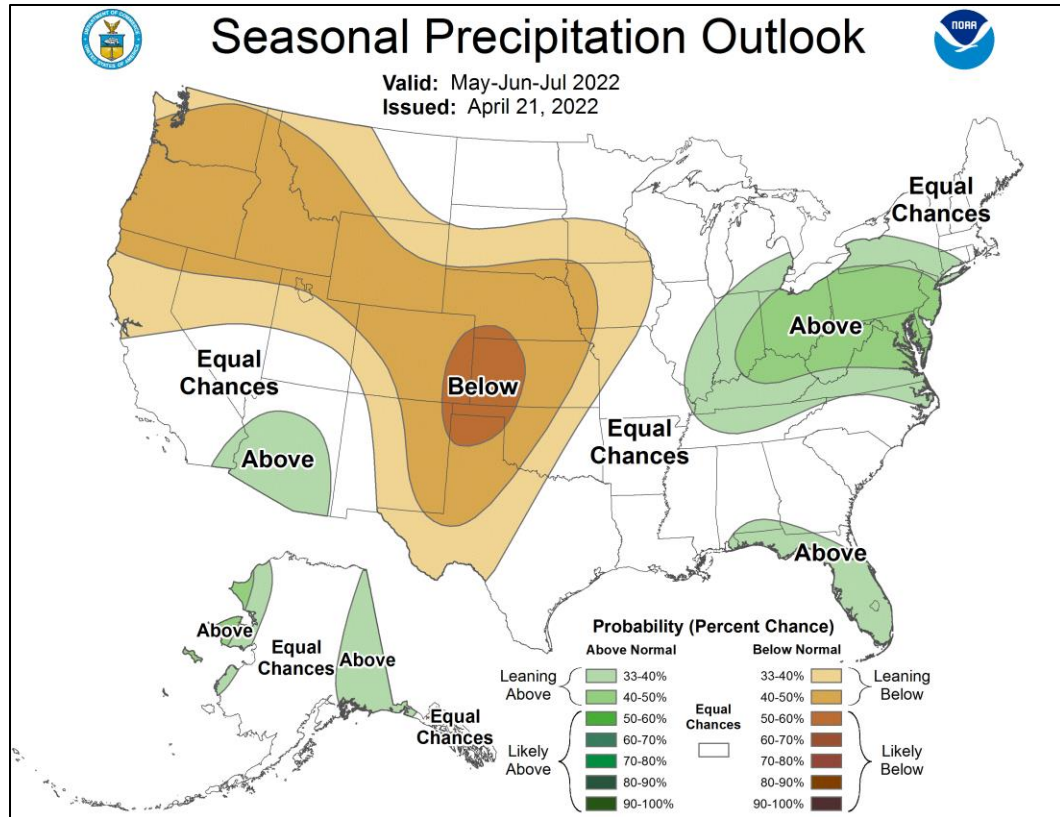 Seasonal Precipitation Outlook
NOAA
Valid: May-Jun-Jul 2022
Issued: April 21, 2022
Equal
Chances
Above
Equal
Chances
Below
Equal
Chances
Above
Above
Above
Equal
Chances
Above
Equal
Chances
Probability (Percent Chance)
Above Normal
Below Normal
Leaning
Above
33-40%
40-50%
Likely
Above
50-60%
60-70%
70-80%
80-90%
90-100%
Equal
Chances
33-40%
40-50%
Leaning
Below
50-60%
60-70%
70-80%
80-90%
90-100%
Likely
Below